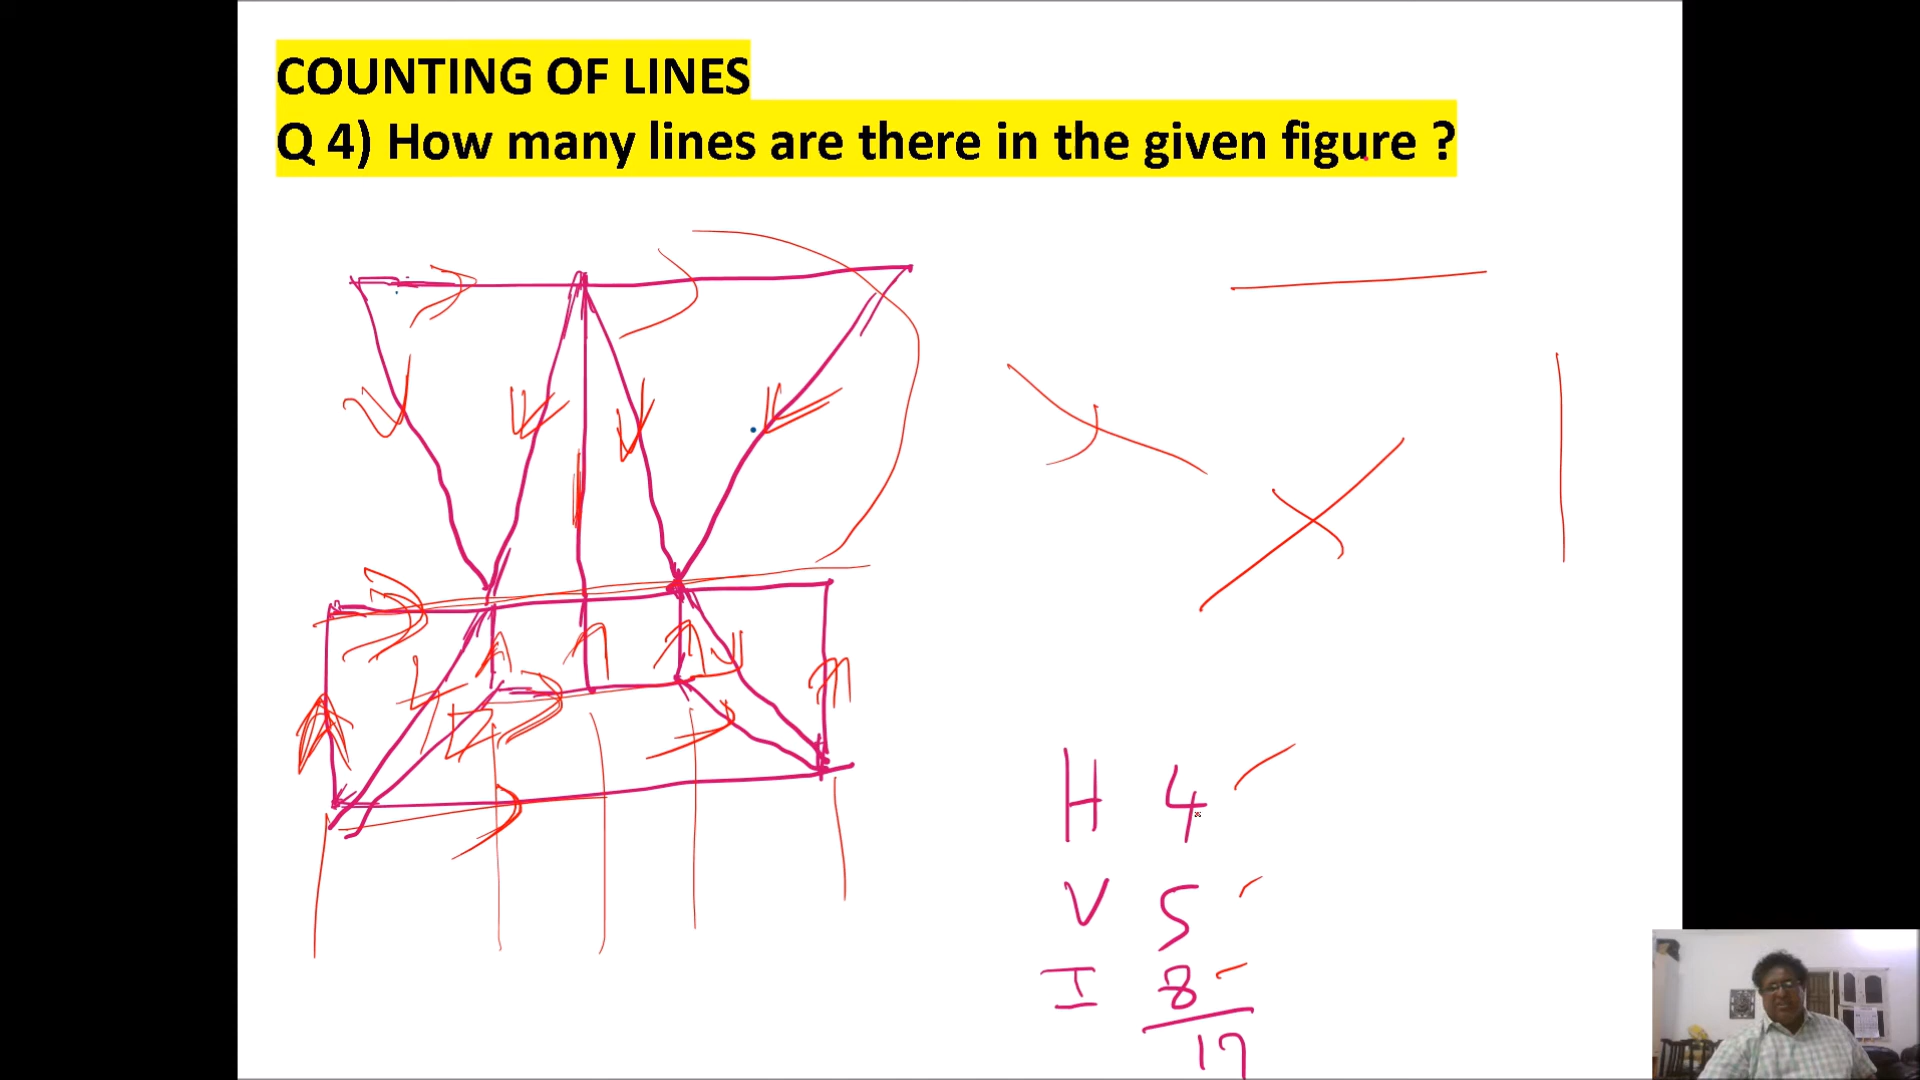 COUNTING OF LINES
Q 4) How many lines are there in the given figure ?
H 4
V 5
I 8
17